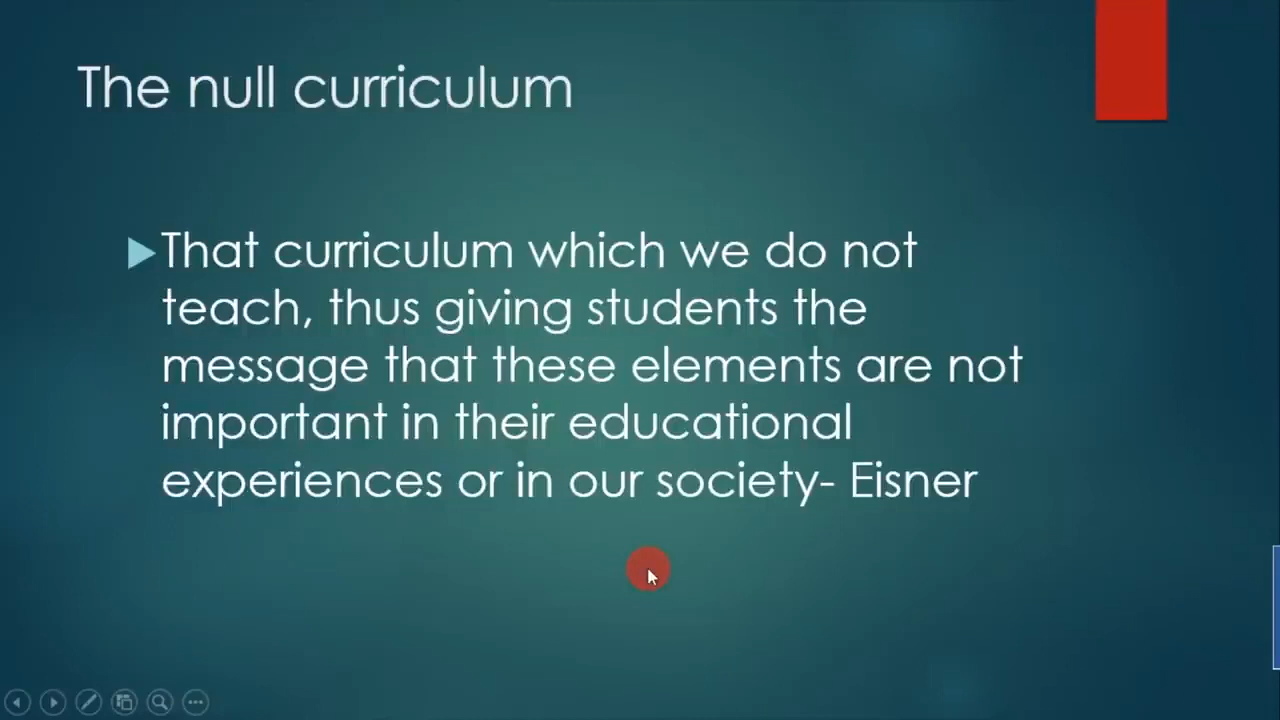 The null curriculum
That curriculum which we do not
teach, thus giving students the
message that these elements are not
important in their educational
experiences or in our society- Eisner